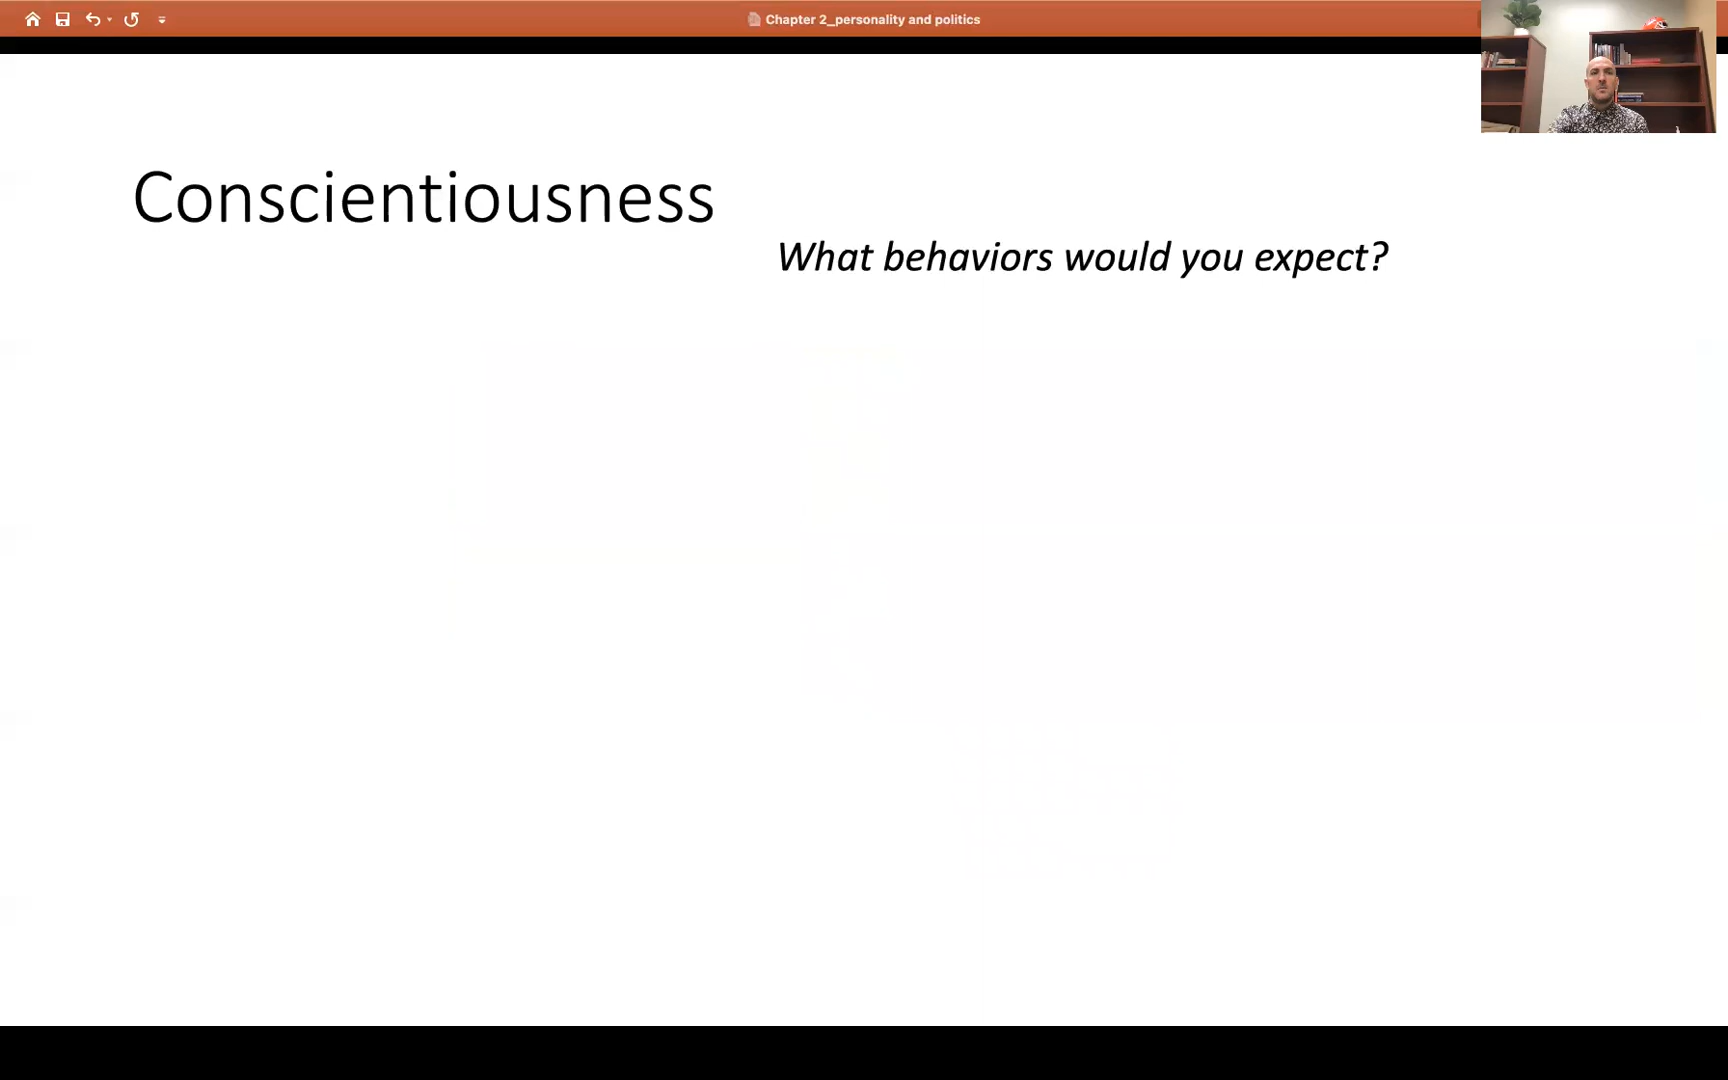 Chapter 2_personality and politics
Conscientiousness
What behaviors would you expect?